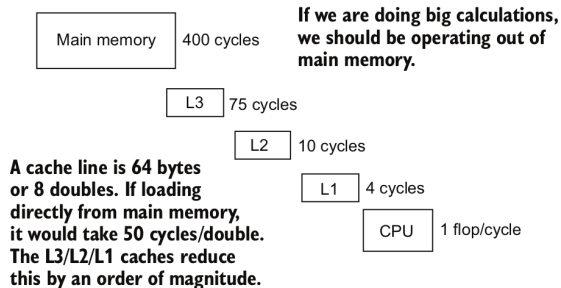 If we are doing big calculations,
we should be operating out of
main memory.
Main memory
400 cycles
L3
75 cycles
L2
10 cycles
L1
4 cycles
CPU
1 flop/cycle
A cache line is 64 bytes
or 8 doubles. If loading
directly from main memory,
it would take 50 cycles/double.
The L3/L2/L1 caches reduce
this by an order of magnitude.